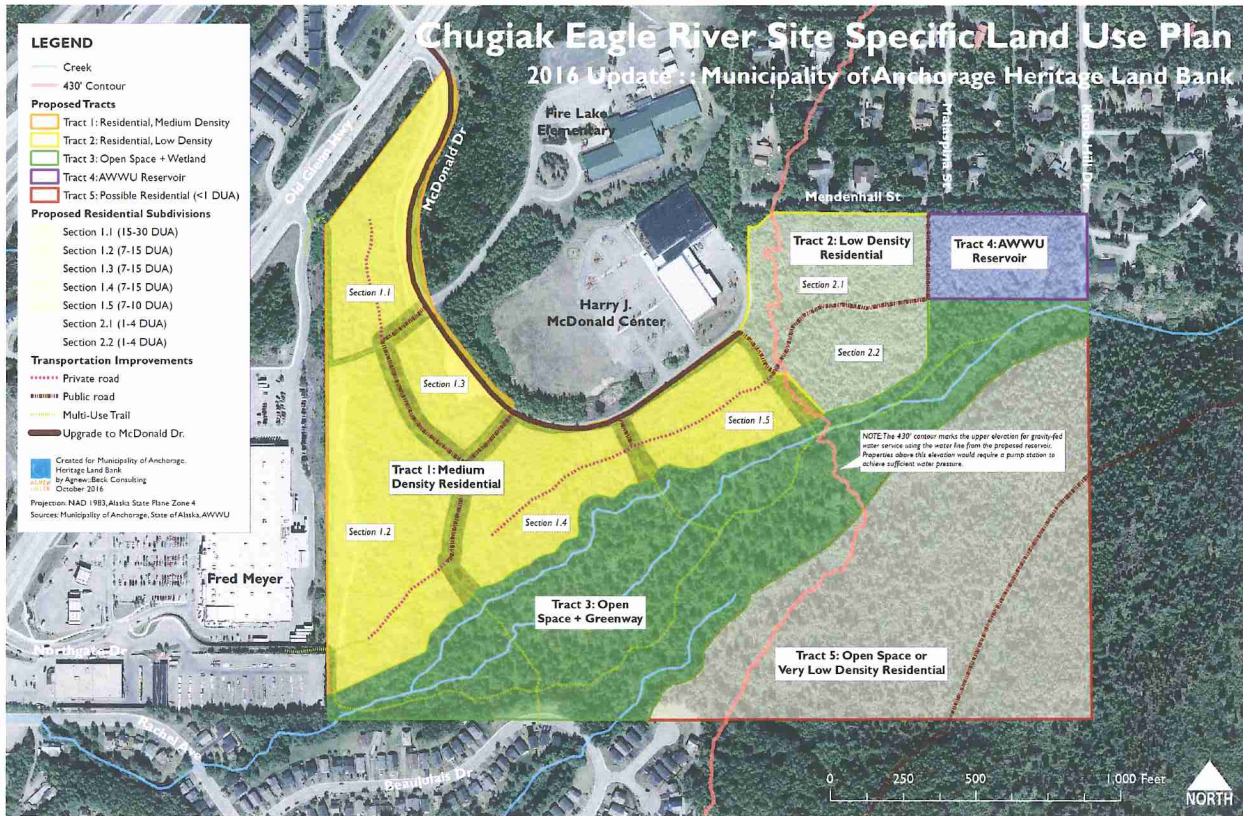 Chugiak Eagle River Site Specific Land Use Plan
2016 Update :: Municipality of Anchorage Heritage Land Bank
LEGEND
Creek
430' Contour
Proposed Tracts
Tract 1: Residential, Medium Density
Tract 2: Residential, Low Density
Tract 3: Open Space + Wetland
Tract 4: AWWU Reservoir
Tract 5: Possible Residential (<1 DUA)
Proposed Residential Subdivisions
Section 1.1 (15-30 DUA)
Section 1.2 (7-15 DUA)
Section 1.3 (7-15 DUA)
Section 1.4 (7-15 DUA)
Section 1.5 (7-10 DUA)
Section 2.1 (1-4 DUA)
Section 2.2 (1-4 DUA)
Transportation Improvements
Private road
Public road
Multi-Use Trail
Upgrade to McDonald Dr.
Created for Municipality of Anchorage,
Heritage Land Bank
by Agnew::Beck Consulting
October 2016
AGNEW
::BECK
Projection: NAD 1983, Alaska State Plane Zone 4
Sources: Municipality of Anchorage, State of Alaska, AWWU
Old Glenn Hwy
McDonald Dr
Fire Lake
Elementary
Mendenhall St
Knob Hill Dr
Harry J.
McDonald Center
Tract 2: Low Density
Residential
Tract 4: AWWU
Reservoir
Section 1.1
Section 2.1
Section 2.2
Section 1.3
Section 1.5
NOTE: The 430' contour marks the upper elevation for gravity-fed
water service using the water line from the proposed reservoir.
Properties above this elevation would require a pump station to
achieve sufficient water pressure.
Tract 1: Medium
Density Residential
Section 1.2
Section 1.4
Fred Meyer
Tract 3: Open
Space + Greenway
Tract 5: Open Space or
Very Low Density Residential
Northgate Dr
Rachel Ave
Beaujolais Dr
0 250 500 1,000 Feet
NORTH